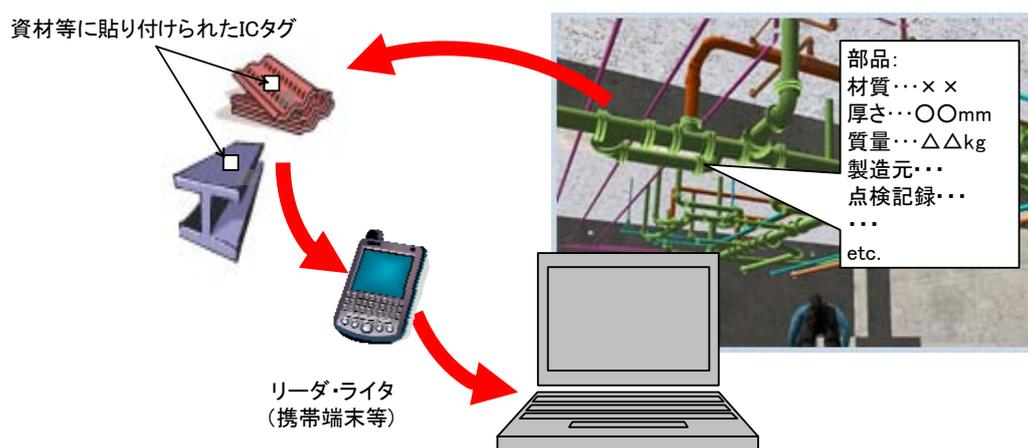 資材等に貼り付けられたICタグ
部品:
材質･･･××
厚さ･･･○○mm
質量･･･△△kg
製造元･･･
点検記録･･･
･･･
etc.
リーダ･ライタ
(携帯端末等)